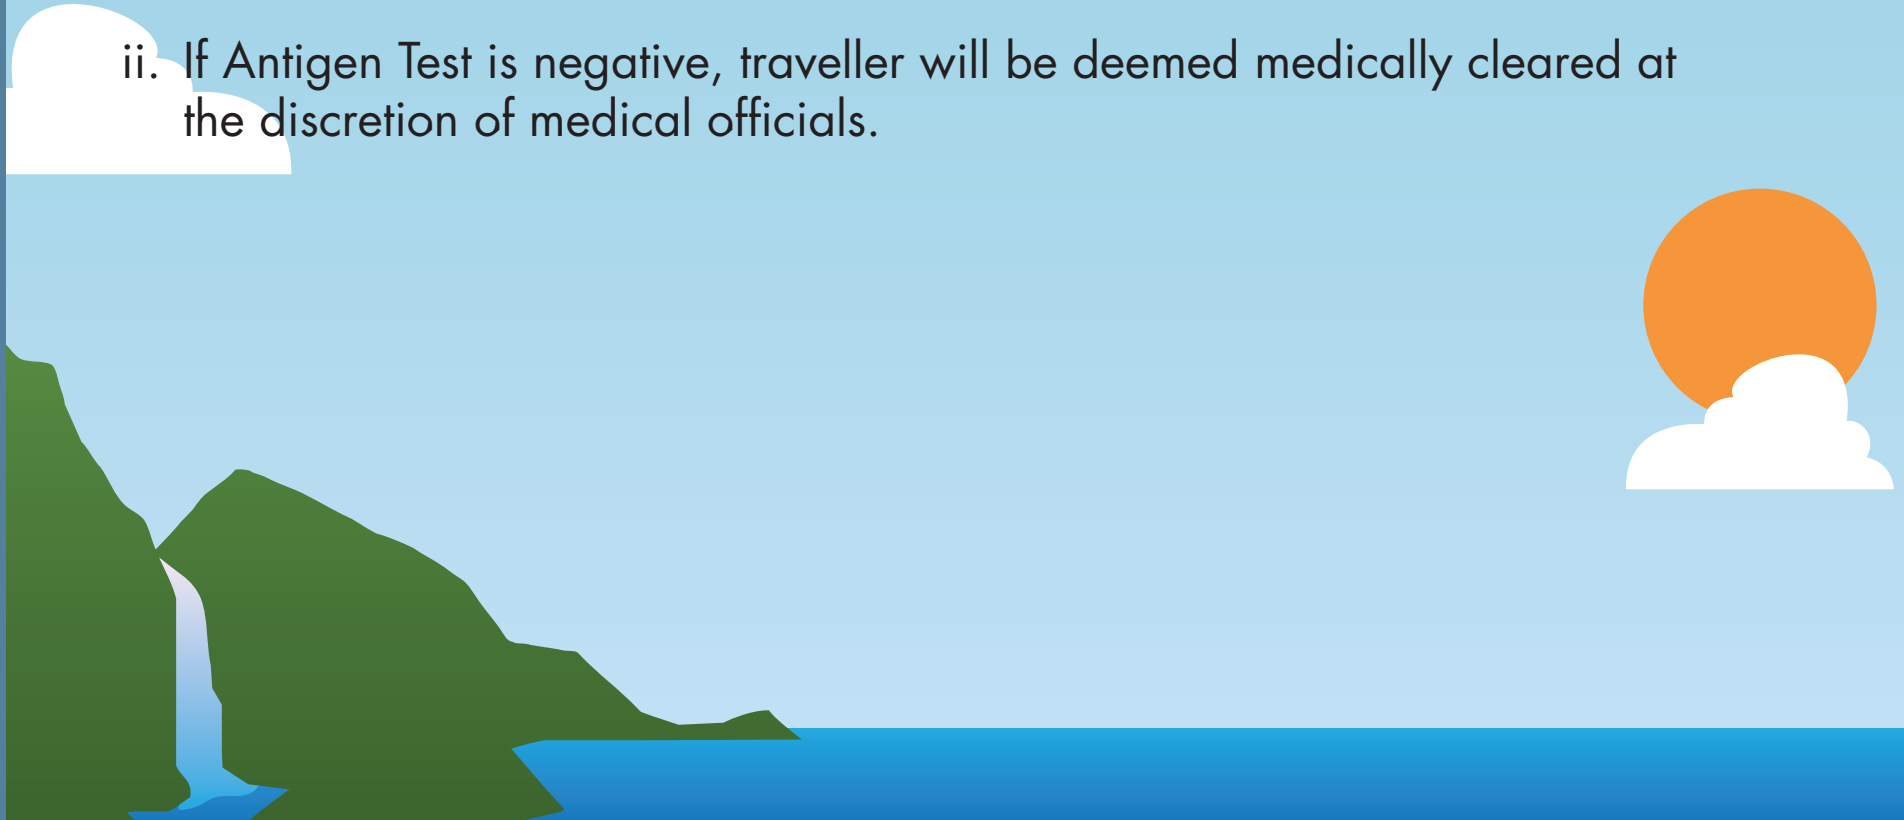 ii. If Antigen Test is negative, traveller will be deemed medically cleared at
the discretion of medical officials.